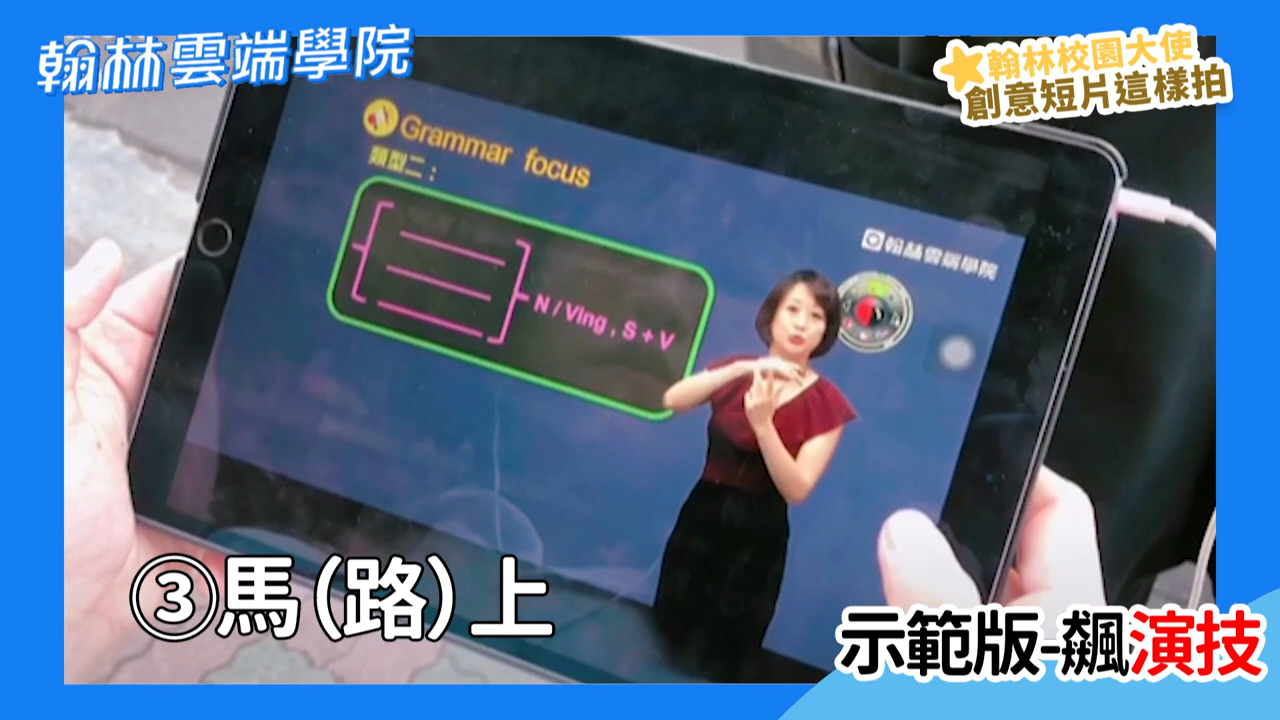 翰林雲端學院
翰林校園大使
創意短片這樣拍
Grammar focus
類型二：
N / Ving , S + V
翰林雲端學院
③馬(路)上
示範版-飆演技